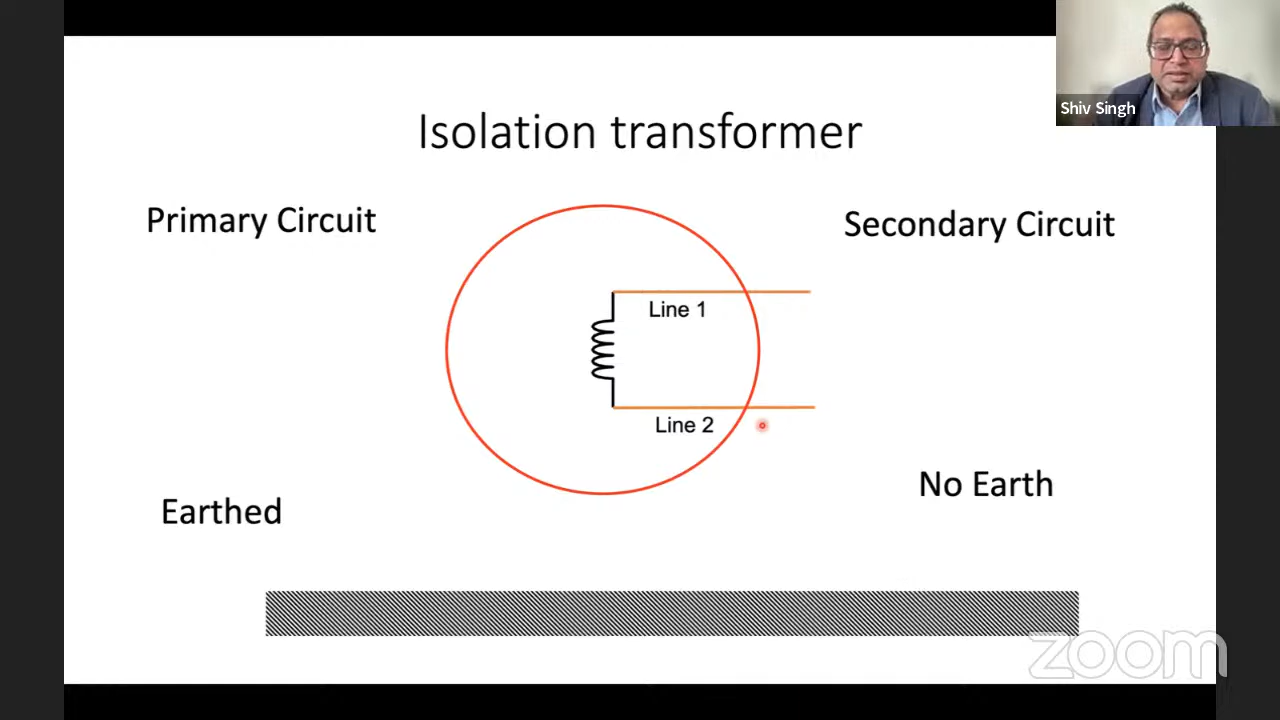 Shiv Singh
Isolation transformer
Primary Circuit
Secondary Circuit
Line 1
Line 2
No Earth
Earthed
zoom